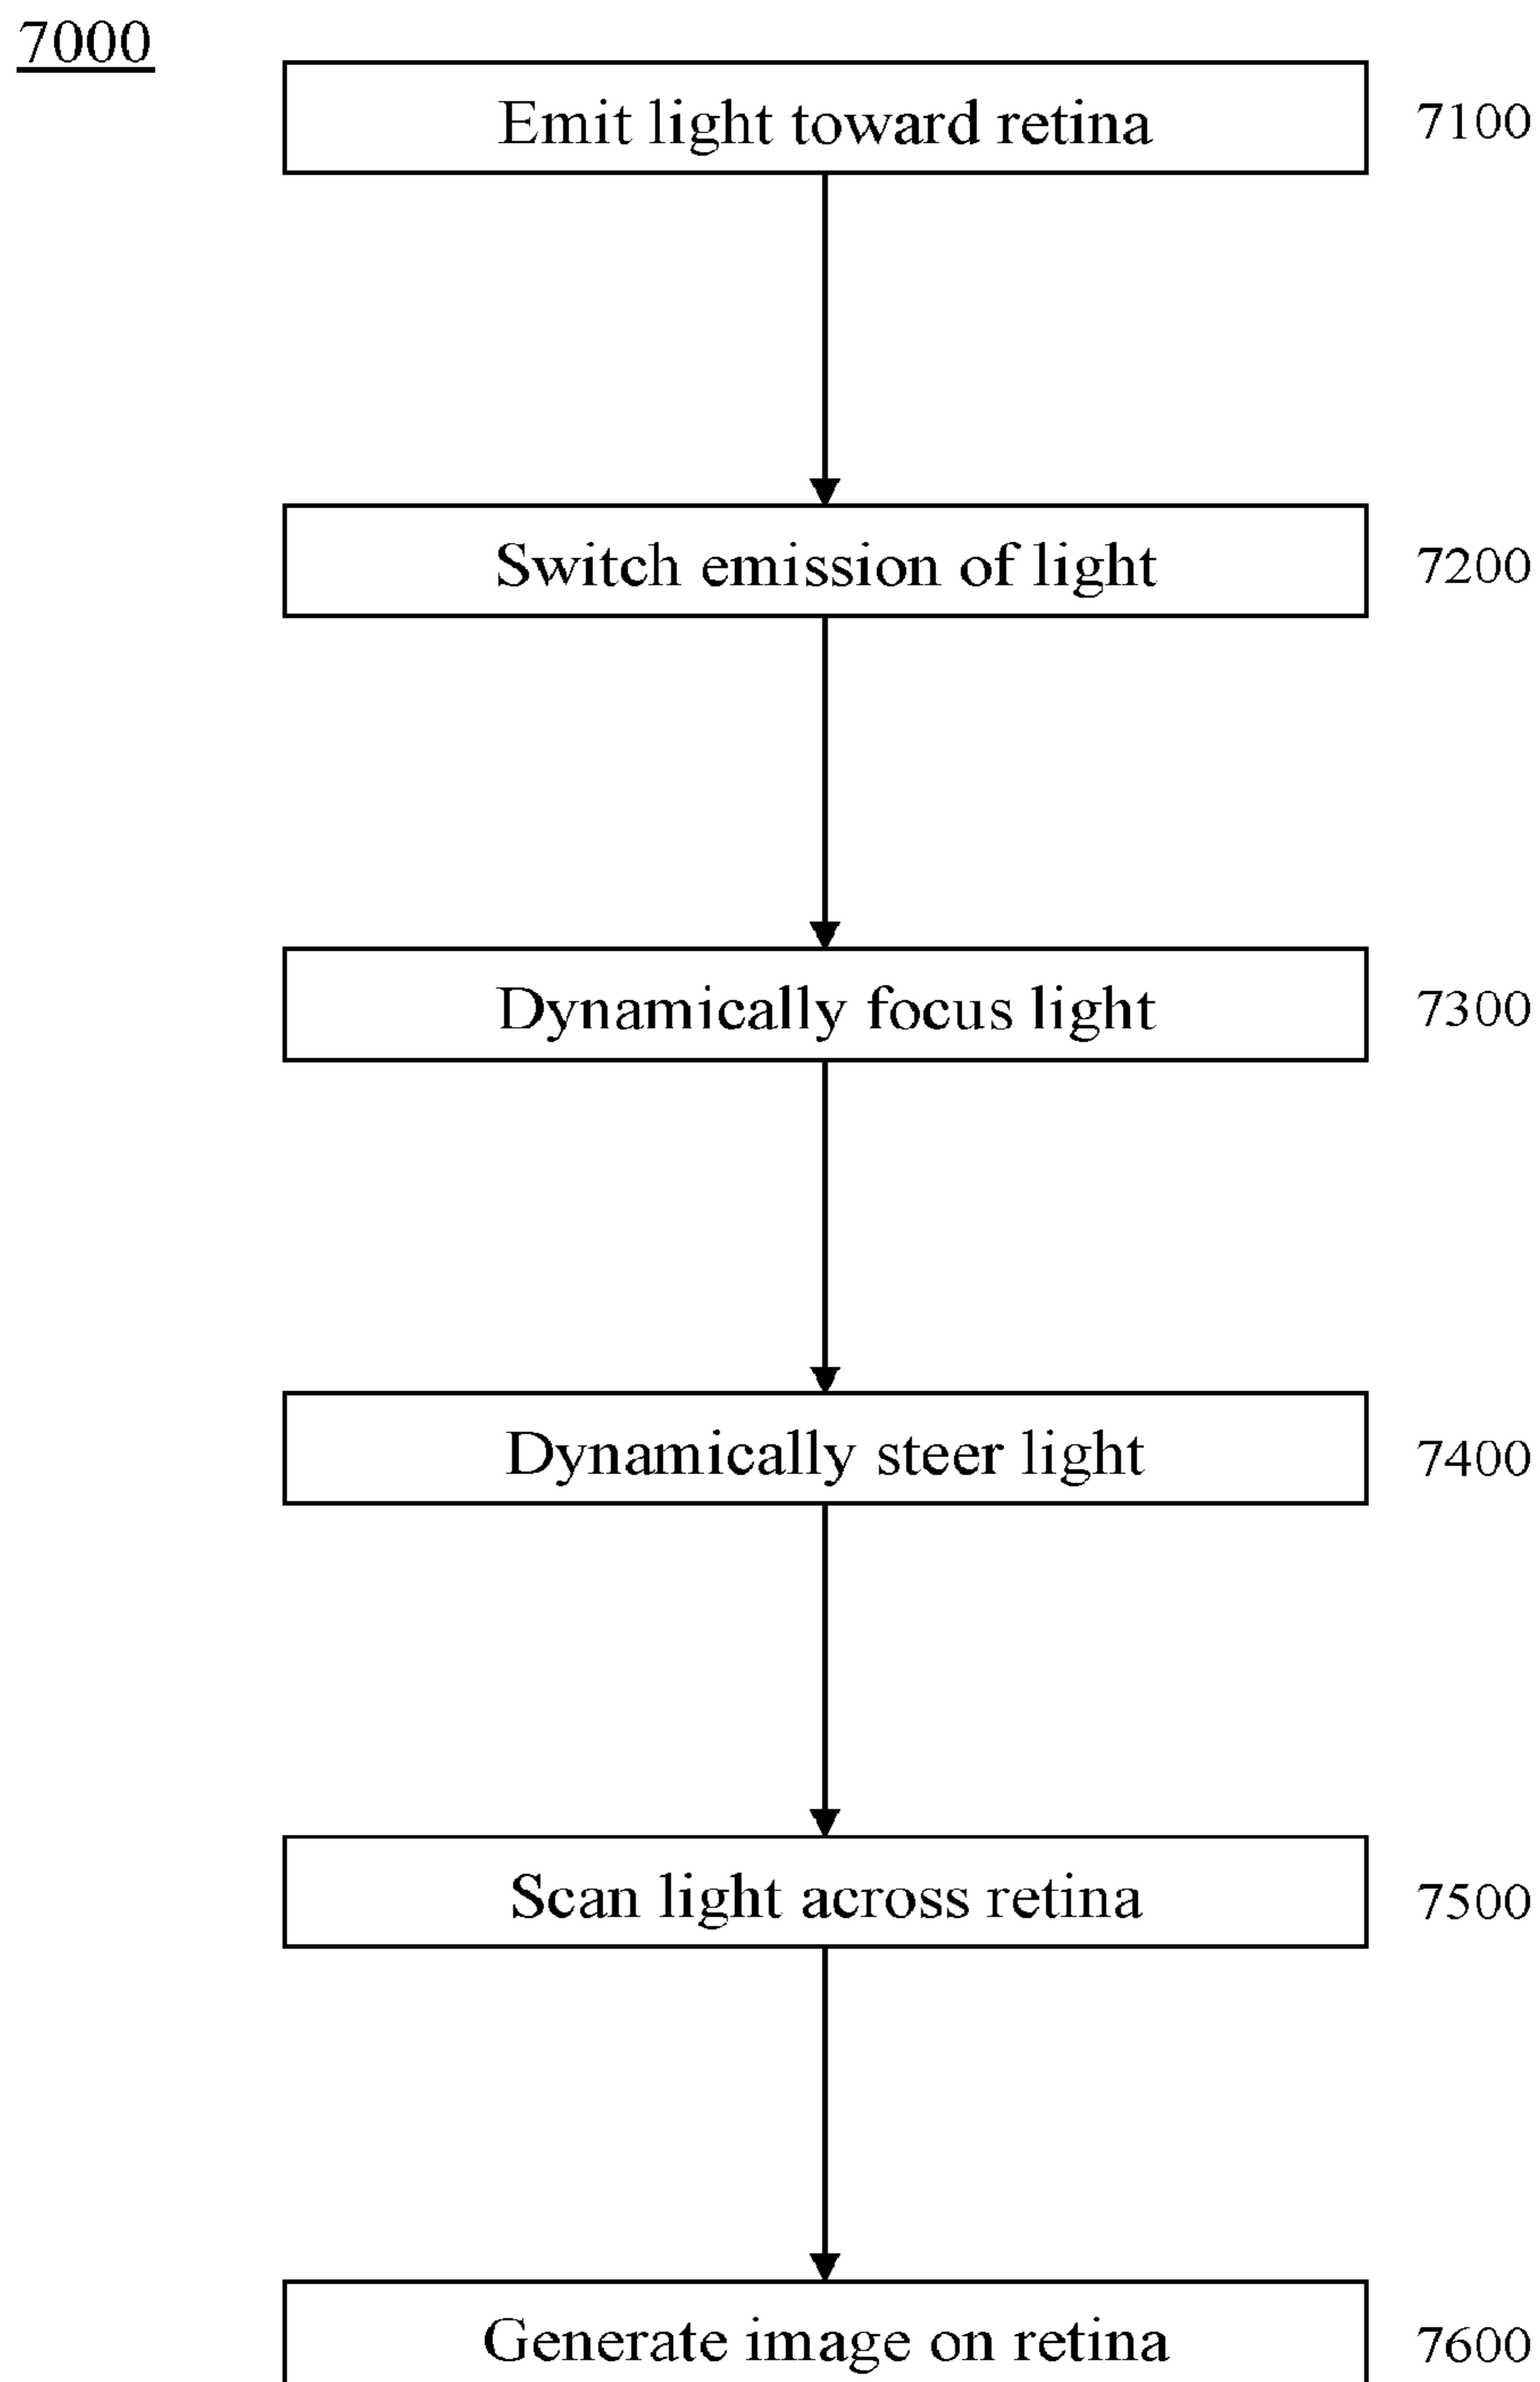 7000
Emit light toward retina 7100
Switch emission of light 7200
Dynamically focus light 7300
Dynamically steer light 7400
Scan light across retina 7500
Generate image on retina 7600